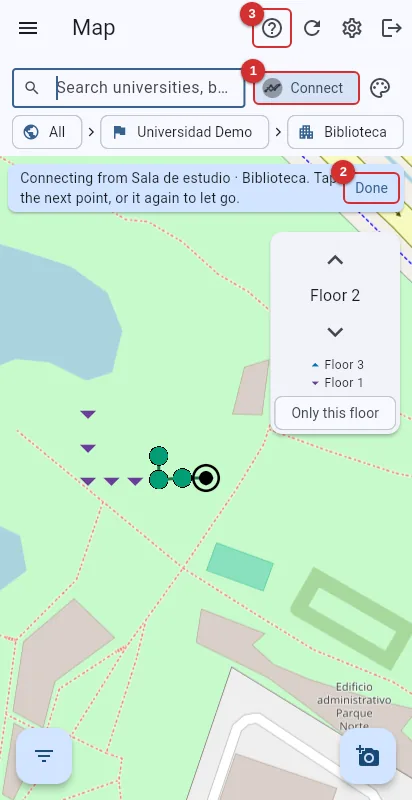 Map
3
1
Search universities, b...
Connect
All
Universidad Demo
Biblioteca
2
Connecting from Sala de estudio · Biblioteca. Tap
the next point, or it again to let go.
Done
Floor 2
Floor 3
Floor 1
Only this floor
Edificio
administrativo
Parque
Norte